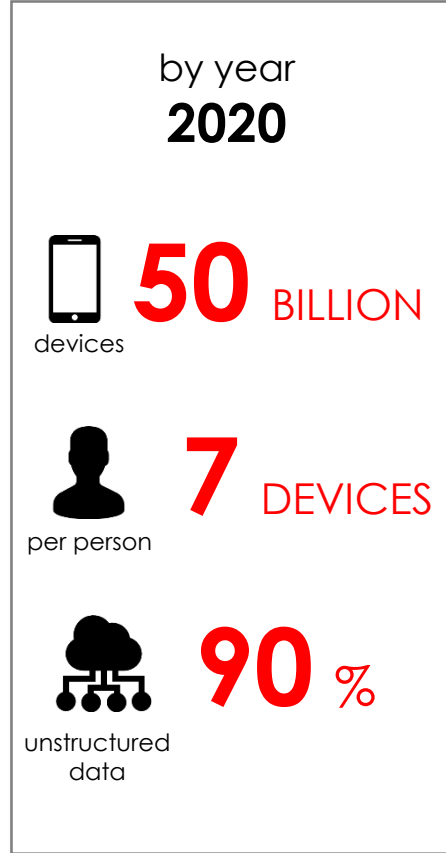 by year
2020
50 BILLION
devices
7 DEVICES
per person
90 %
unstructured
data